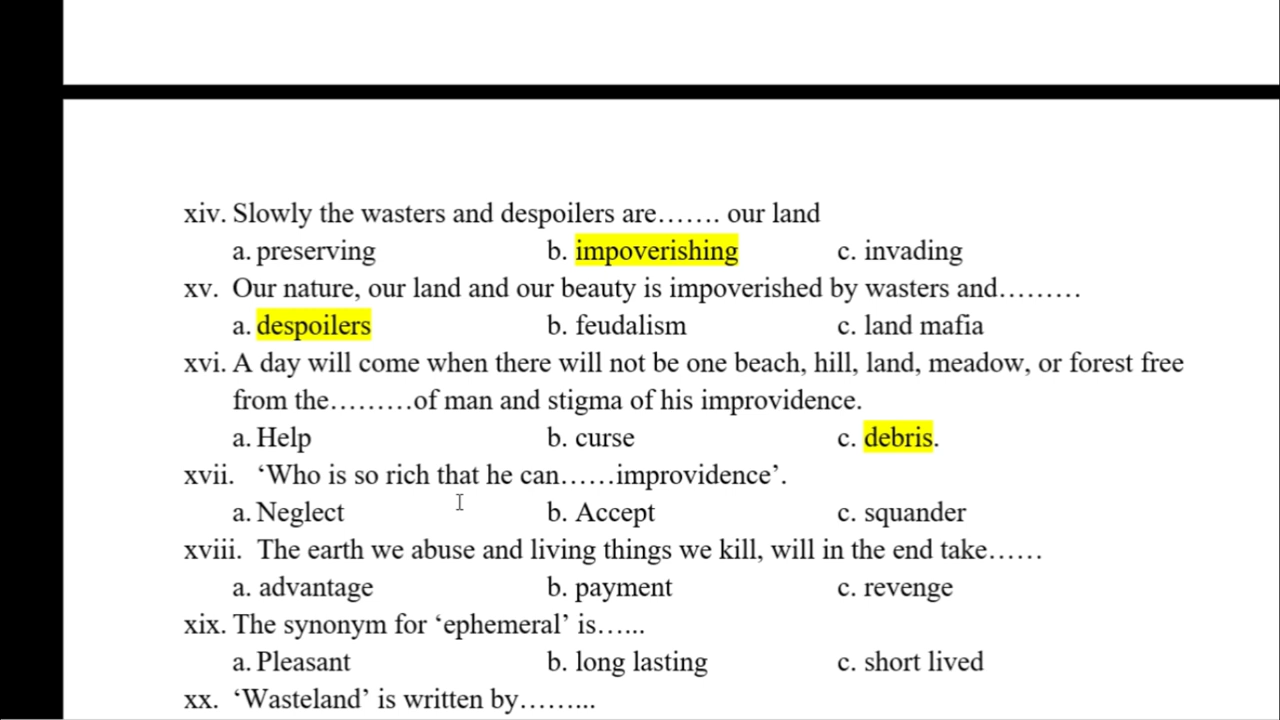 xiv. Slowly the wasters and despoilers are……. our land
a. preserving b. impoverishing c. invading
xv. Our nature, our land and our beauty is impoverished by wasters and………
a. despoilers b. feudalism c. land mafia
xvi. A day will come when there will not be one beach, hill, land, meadow, or forest free
from the………of man and stigma of his improvidence.
a. Help b. curse c. debris.
xvii. ‘Who is so rich that he can……improvidence’.
a. Neglect b. Accept c. squander
xviii. The earth we abuse and living things we kill, will in the end take……
a. advantage b. payment c. revenge
xix. The synonym for ‘ephemeral’ is…...
a. Pleasant b. long lasting c. short lived
xx. ‘Wasteland’ is written by……...